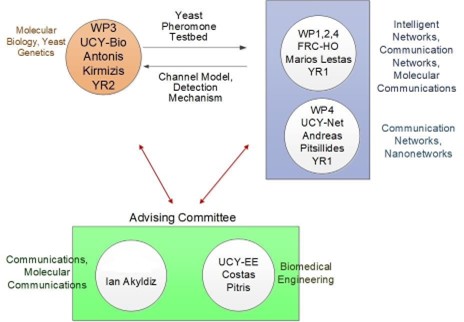 Molecular
Biology, Yeast
Genetics
WP3
UCY-Bio
Antonis
Kirmizis
YR2
Yeast
Pheromone
Testbed
Channel Model,
Detection
Mechanism
WP1,2,4
FRC-HO
Marios Lestas
YR1
Intelligent
Networks,
Communication
Networks,
Molecular
Communications
WP4
UCY-Net
Andreas
Pitsillides
YR1
Communication
Networks,
Nanonetworks
Advising Committee
Communications,
Molecular
Communications
Ian Akyldiz
UCY-EE
Costas
Pitris
Biomedical
Engineering